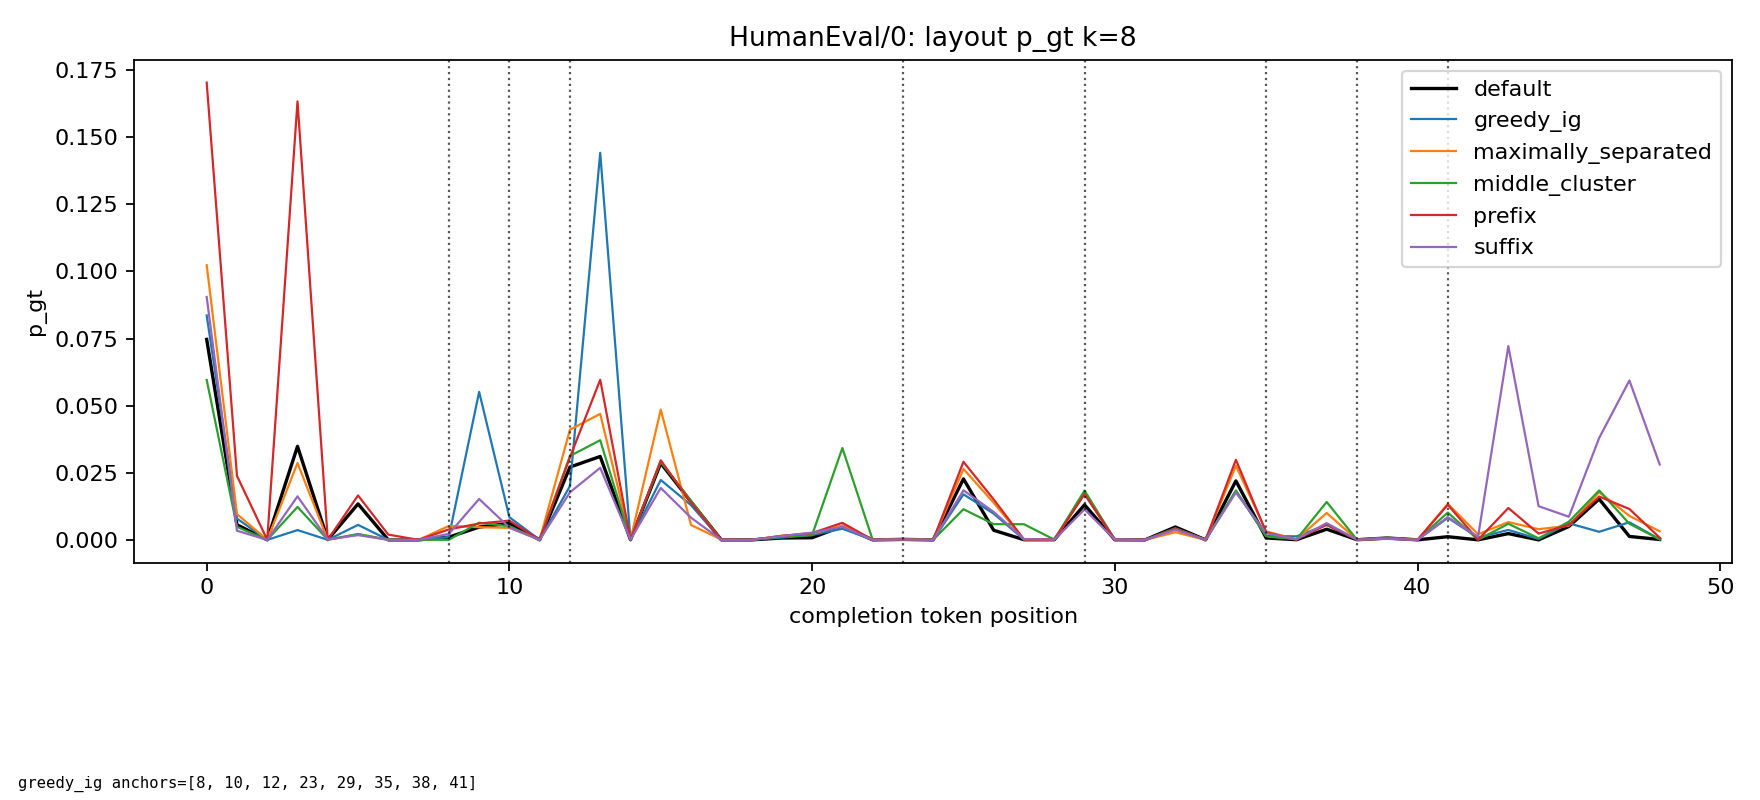 HumanEval/0: layout p_gt k=8
p_gt
0.175
0.150
0.125
0.100
0.075
0.050
0.025
0.000
default
greedy_ig
maximally_separated
middle_cluster
prefix
suffix
0 10 20 30 40 50
completion token position
greedy_ig anchors=[8, 10, 12, 23, 29, 35, 38, 41]